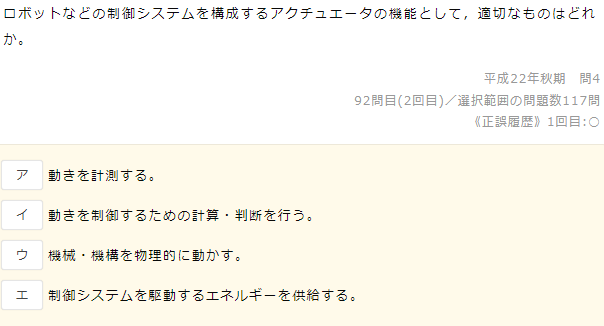 ロボットなどの制御システムを構成するアクチュエータの機能として，適切なものはどれ
か。
平成22年秋期　問4
92問目(2回目)／選択範囲の問題数117問
《正誤履歴》1回目:○
ア 動きを計測する。
イ 動きを制御するための計算・判断を行う。
ウ 機械・機構を物理的に動かす。
エ 制御システムを駆動するエネルギーを供給する。